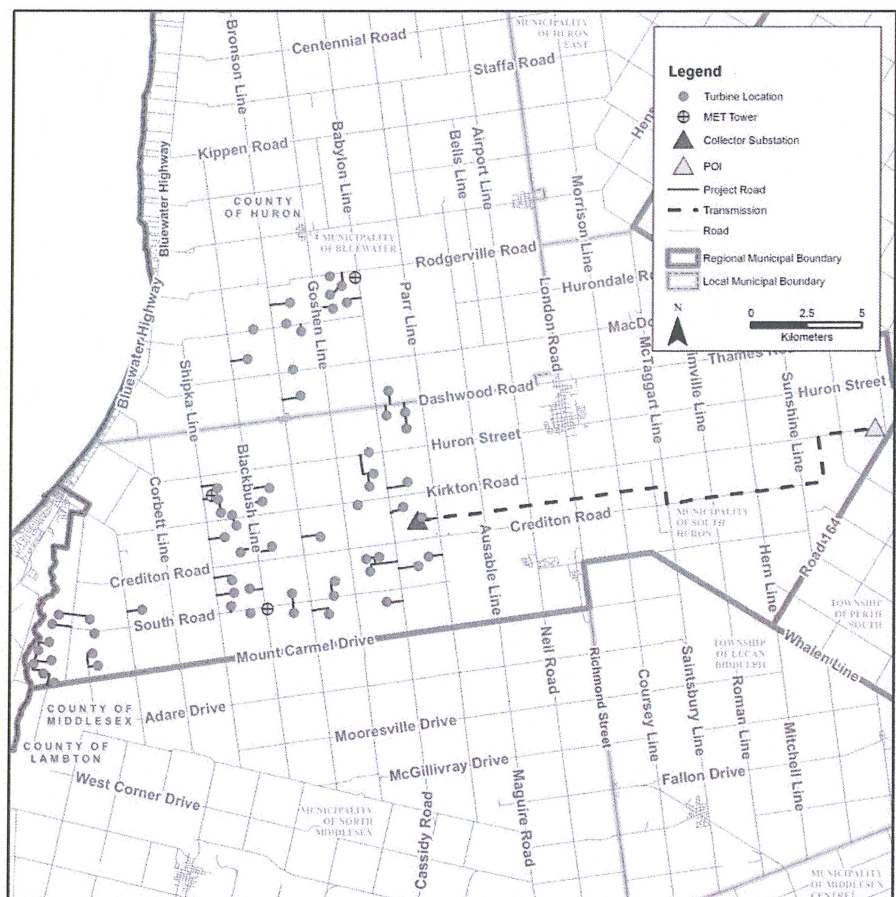 Centennial Road
MUNICIPALITY
OF HURON
EAST
Staffa Road
Bronson Line
Kippen Road
Babylon Line
Bells Line
Airport Line
Morrison Line
Bluewater Highway
Bluewater Highway
COUNTY
OF HURON
MUNICIPALITY
OF BLUEWATER
Rodgerville Road
Goshen Line
Parr Line
London Road
Legend
Turbine Location
MET Tower
Collector Substation
POI
Project Road
Transmission
Road
Regional Municipal Boundary
Local Municipal Boundary
N
0 2.5 5
Kilometers
Bluewater Highway
Shipka Line
Dashwood Road
McTaggart Line
Sunshine Line
Huron Street
Huron Street
Corbett Line
Blackbush Line
Kirkton Road
Crediton Road
MUNICIPALITY
OF SOUTH
HURON
Ausable Line
Hern Line
Road 164
Crediton Road
South Road
Mount Carmel Drive
TOWNSHIP
OF PERTH
SOUTH
Whalen Line
TOWNSHIP
OF LUCAN
BIDDULPH
COUNTY OF
MIDDLESEX
COUNTY OF
LAMBTON
Adare Drive
Mooresville Drive
Neil Road
Richmond Street
Coursey Line
Saintsbury Line
Roman Line
Mitchell Line
West Corner Drive
McGillivray Drive
Fallon Drive
MUNICIPALITY
OF NORTH
MIDDLESEX
Cassidy Road
Maguire Road
MUNICIPALITY
OF MIDDLESEX
CENTRE